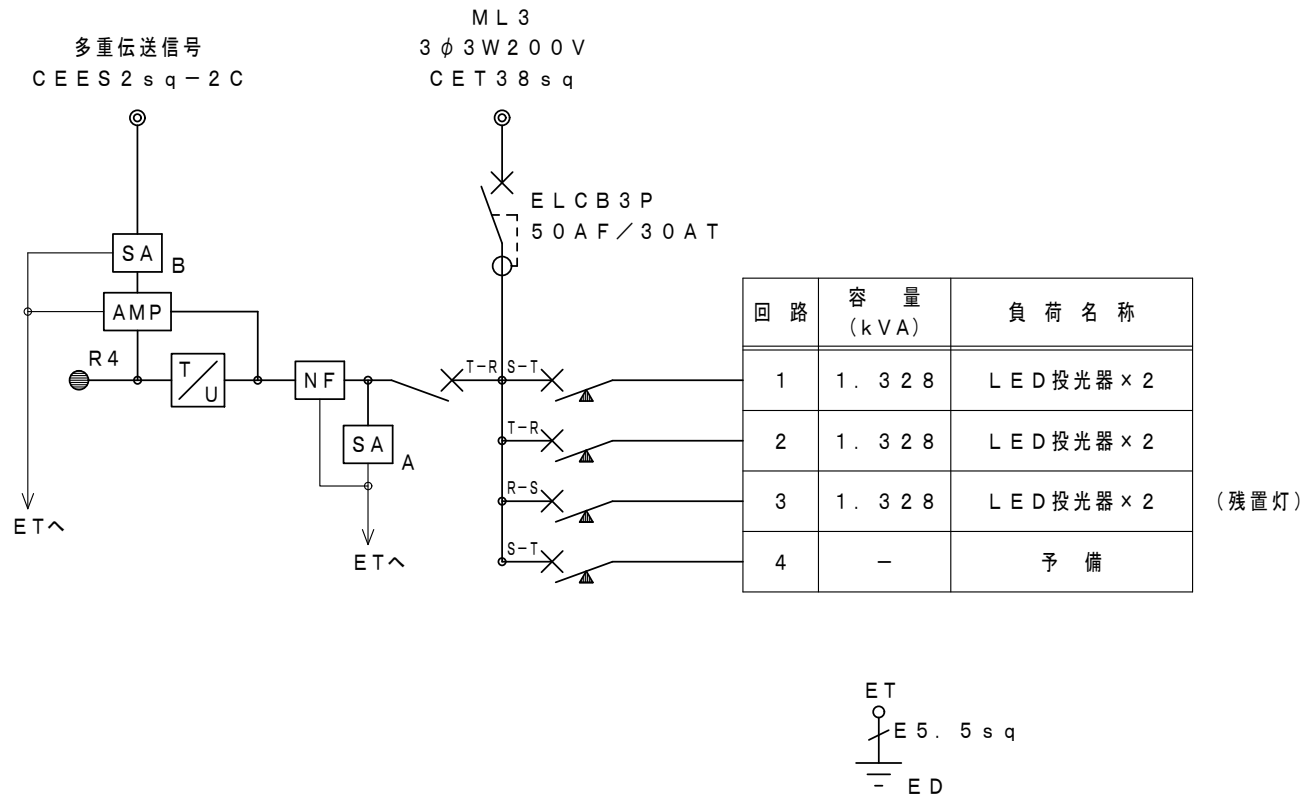 多重伝送信号
ＣＥＥＳ２ｓｑ－２Ｃ
ＭＬ３
３φ３Ｗ２００Ｖ
ＣＥＴ３８ｓｑ
ＥＬＣＢ３Ｐ
５０ＡＦ／３０ＡＴ
ＳＡ
Ｂ
ＡＭＰ
Ｒ４
Ｔ／Ｕ
ＮＦ
ＳＡ
Ａ
ＥＴへ
ＥＴへ
Ｔ－Ｒ Ｓ－Ｔ
Ｔ－Ｒ
Ｒ－Ｓ
Ｓ－Ｔ
回路 容量 (ｋＶＡ) 負荷名称
１ １．３２８ ＬＥＤ投光器×２
２ １．３２８ ＬＥＤ投光器×２
３ １．３２８ ＬＥＤ投光器×２ （残置灯）
４ － 予備
ＥＴ
Ｅ５．５ｓｑ
ＥＤ